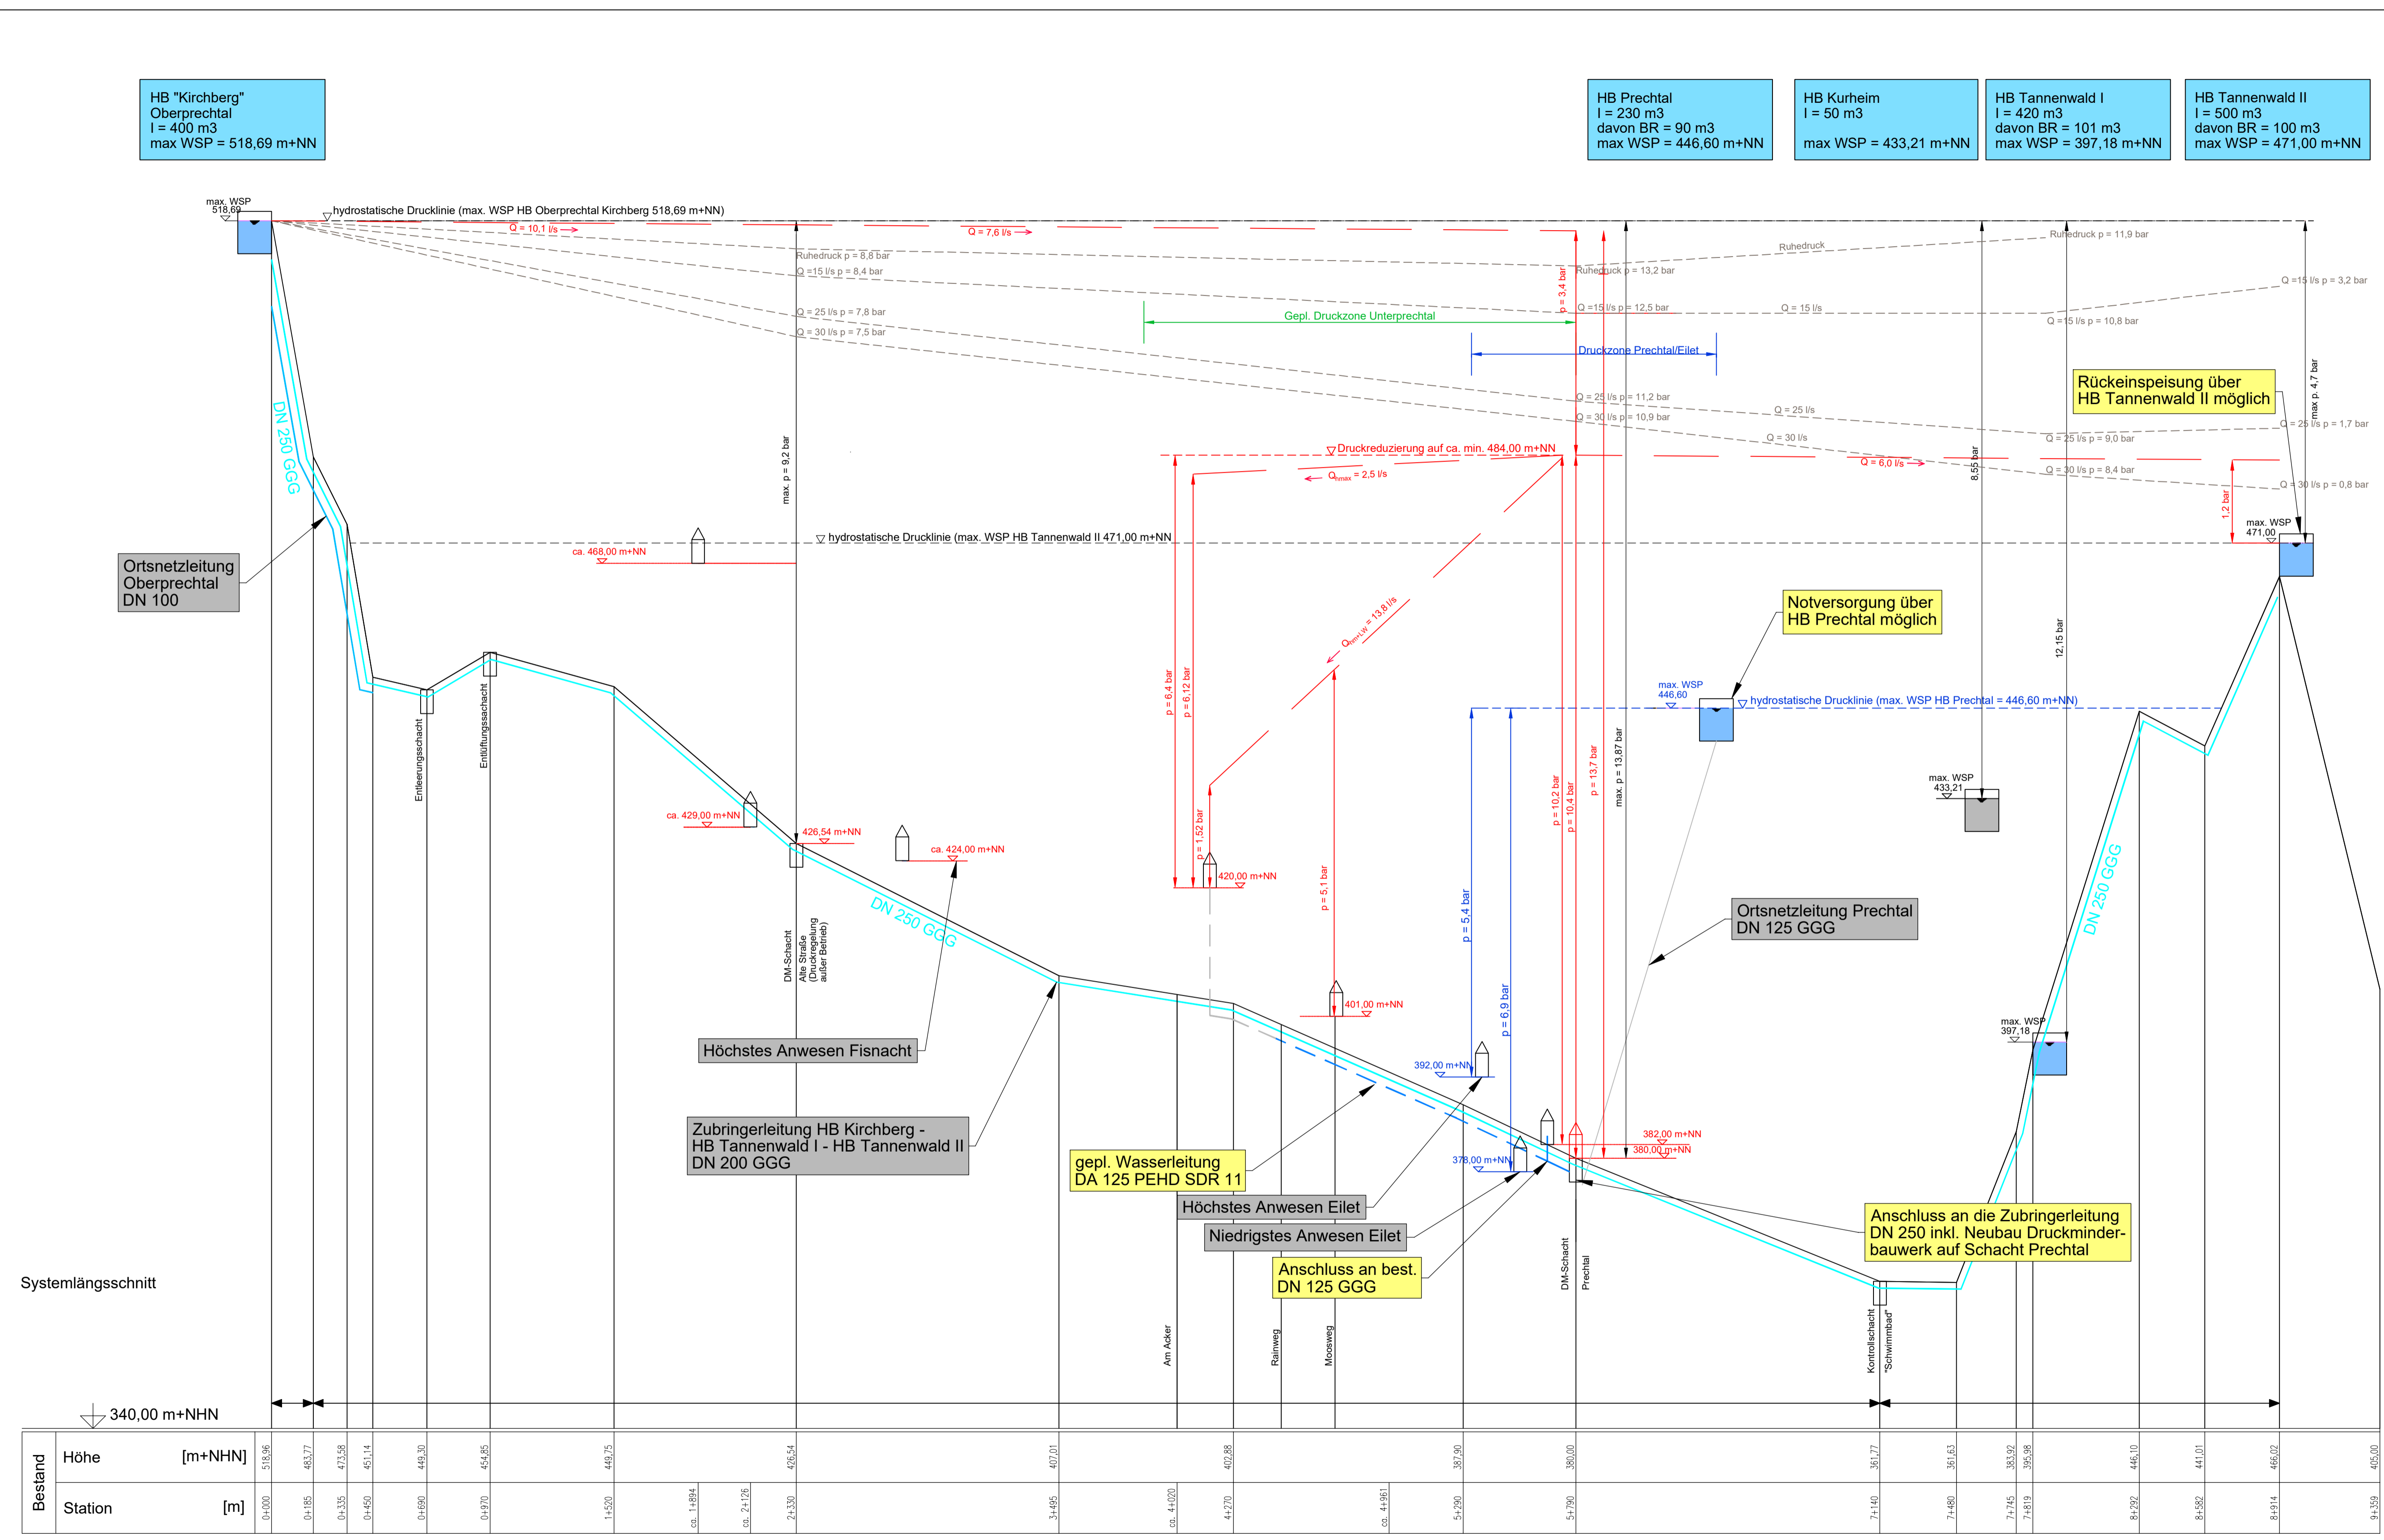 HB "Kirchberg"
Oberprechtal
I = 400 m3
max WSP = 518,69 m+NN
HB Prechtal
I = 230 m3
davon BR = 90 m3
max WSP = 446,60 m+NN
HB Kurheim
I = 50 m3
max WSP = 433,21 m+NN
HB Tannenwald I
I = 420 m3
davon BR = 101 m3
max WSP = 397,18 m+NN
HB Tannenwald II
I = 500 m3
davon BR = 100 m3
max WSP = 471,00 m+NN
max. WSP
518,69
hydrostatische Drucklinie (max. WSP HB Oberprechtal Kirchberg 518,69 m+NN)
Q = 10,1 l/s
Q = 7,6 l/s
Ruhedruck p = 8,8 bar
Q =15 l/s p = 8,4 bar
Q = 25 l/s p = 7,8 bar
Q = 30 l/s p = 7,5 bar
Ruhedruck p = 13,2 bar
Ruhedruck
Ruhedruck p = 11,9 bar
Q =15 l/s p = 12,5 bar
Q = 15 l/s
Q =15 l/s p = 10,8 bar
Q =15 l/s p = 3,2 bar
p = 3,4 bar
Gepl. Druckzone Unterprechtal
Druckzone Prechtal/Eilet
Q = 25 l/s p = 11,2 bar
Q = 30 l/s p = 10,9 bar
Q = 25 l/s
Q = 30 l/s
Q = 25 l/s p = 9,0 bar
Q = 30 l/s p = 8,4 bar
Q = 25 l/s p = 1,7 bar
Q = 30 l/s p = 0,8 bar
Rückeinspeisung über
HB Tannenwald II möglich
max p. 4,7 bar
DN 250 GGG
max. p = 9,2 bar
Druckreduzierung auf ca. min. 484,00 m+NN
Qhmax = 2,5 l/s
Q = 6,0 l/s
8,55 bar
1,2 bar
max. WSP
471,00
hydrostatische Drucklinie (max. WSP HB Tannenwald II 471,00 m+NN
ca. 468,00 m+NN
Ortsnetzleitung
Oberprechtal
DN 100
Qhm+LW = 13,8 l/s
Notversorgung über
HB Prechtal möglich
12,15 bar
Entleerungsschacht
Entlüftungssachacht
p = 6,4 bar
p = 6,12 bar
max. WSP
446,60
hydrostatische Drucklinie (max. WSP HB Prechtal = 446,60 m+NN)
max. WSP
433,21
ca. 429,00 m+NN
426,54 m+NN
ca. 424,00 m+NN
p = 1,52 bar
420,00 m+NN
p = 5,1 bar
p = 5,4 bar
p = 6,9 bar
p = 10,2 bar
p = 10,4 bar
p = 13,7 bar
max. p = 13,87 bar
DN 250 GGG
DM-Schacht
Alte Straße
(Druckregelung
außer Betrieb)
Ortsnetzleitung Prechtal
DN 125 GGG
DN 250 GGG
401,00 m+NN
max. WSP
397,18
Höchstes Anwesen Fisnacht
392,00 m+NN
Zubringerleitung HB Kirchberg -
HB Tannenwald I - HB Tannenwald II
DN 200 GGG
382,00 m+NN
380,00 m+NN
378,00 m+NN
gepl. Wasserleitung
DA 125 PEHD SDR 11
Höchstes Anwesen Eilet
Niedrigstes Anwesen Eilet
Anschluss an best.
DN 125 GGG
Anschluss an die Zubringerleitung
DN 250 inkl. Neubau Druckminder-
bauwerk auf Schacht Prechtal
DM-Schacht
Prechtal
Systemlängsschnitt
Am Acker
Rainweg
Moosweg
Kontrollschacht
"Schwimmbad"
340,00 m+NHN
Bestand
Höhe [m+NHN] 518,96 483,77 473,58 451,14 449,30 454,85 449,75 426,54 407,01 402,88 387,90 380,00 361,77 361,63 383,92 395,98 446,10 441,01 466,02 405,00
Station [m] 0+000 0+185 0+335 0+450 0+690 0+970 1+520 ca. 1+894 ca. 2+126 2+330 3+495 ca. 4+020 4+270 ca. 4+961 5+290 5+790 7+140 7+480 7+745 7+819 8+292 8+582 8+914 9+359